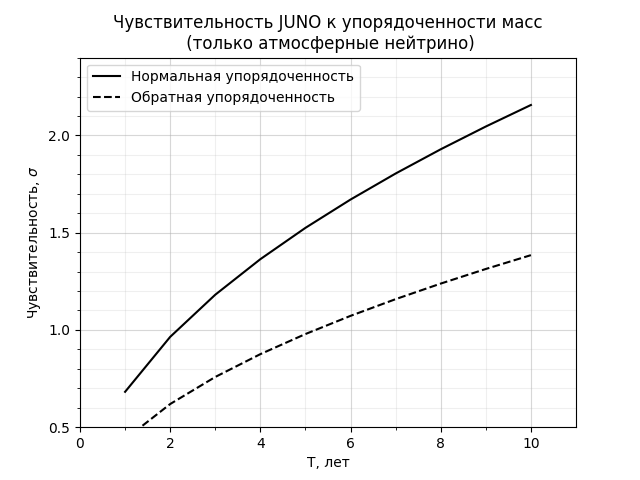 Чувствительность JUNO к упорядоченности масс
(только атмосферные нейтрино)
Нормальная упорядоченность
Обратная упорядоченность
Чувствительность, σ
2.0
1.5
1.0
0.5
0 2 4 6 8 10
Т, лет